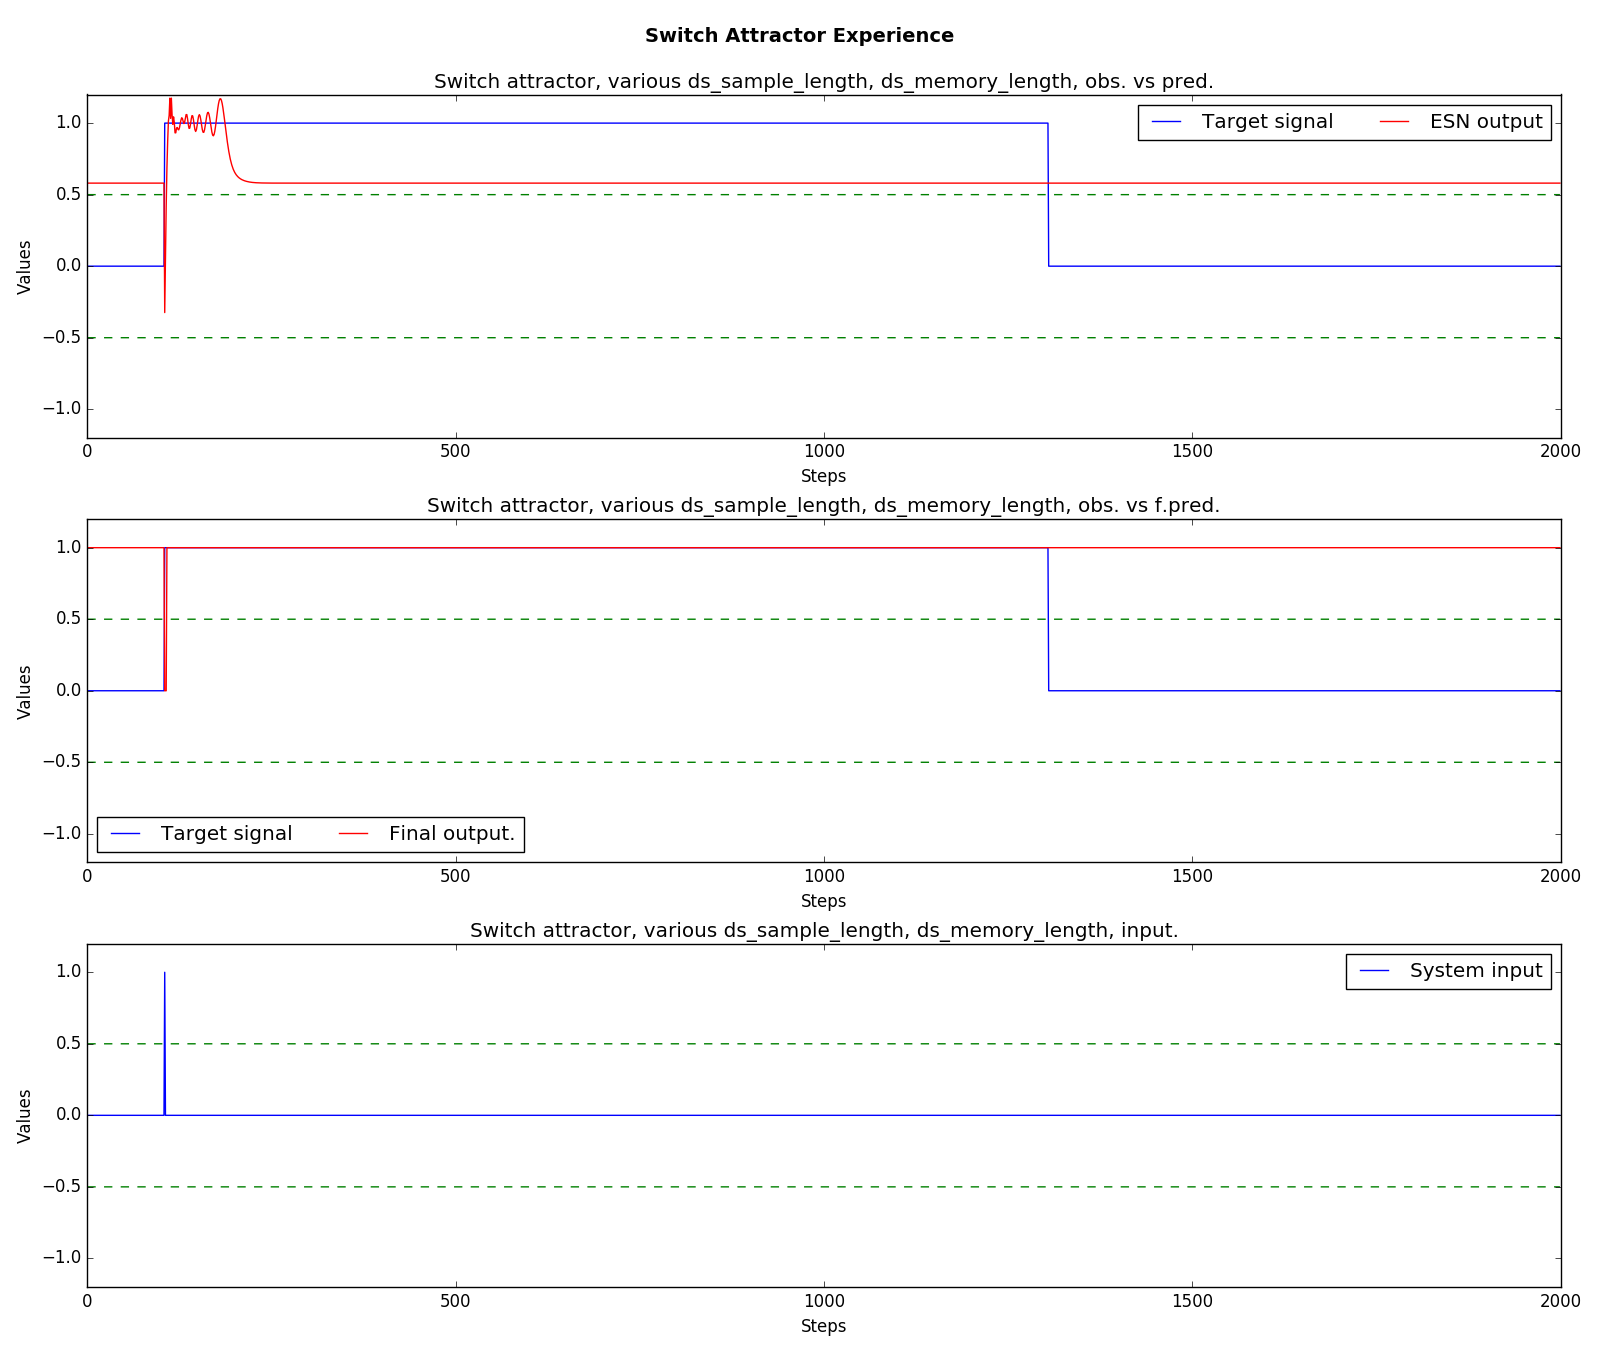 Switch Attractor Experience
Switch attractor, various ds_sample_length, ds_memory_length, obs. vs pred.
Target signal ESN output
1.0
0.5
0.0
−0.5
−1.0
Values
0 500 1000 1500 2000
Steps
Switch attractor, various ds_sample_length, ds_memory_length, obs. vs f.pred.
1.0
0.5
0.0
−0.5
−1.0
Values
Target signal Final output.
0 500 1000 1500 2000
Steps
Switch attractor, various ds_sample_length, ds_memory_length, input.
System input
1.0
0.5
0.0
−0.5
−1.0
Values
0 500 1000 1500 2000
Steps